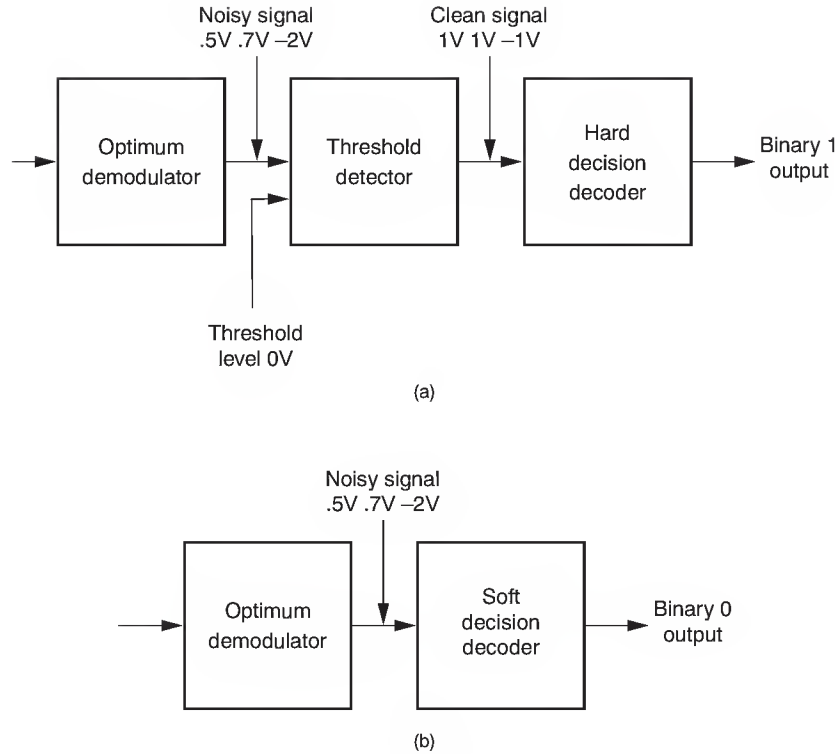 Noisy signal
.5V .7V –2V
Clean signal
1V 1V –1V
Optimum
demodulator
Threshold
detector
Hard
decision
decoder
Binary 1
output
Threshold
level 0V
(a)
Noisy signal
.5V .7V –2V
Optimum
demodulator
Soft
decision
decoder
Binary 0
output
(b)